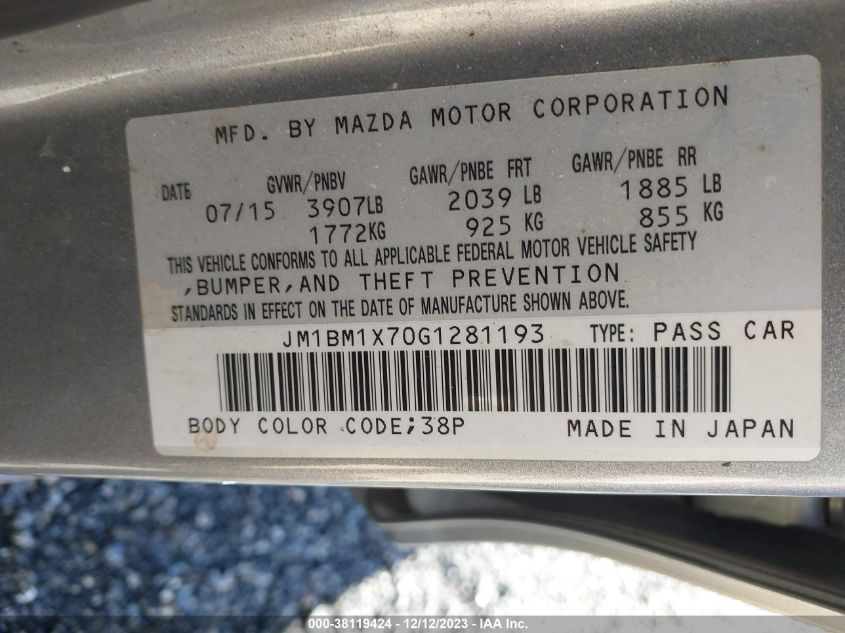 MFD. BY MAZDA MOTOR CORPORATION
DATE GVWR/PNBV GAWR/PNBE FRT GAWR/PNBE RR
07/15 3907LB 2039 LB 1885 LB
1772KG 925 KG 855 KG
THIS VEHICLE CONFORMS TO ALL APPLICABLE FEDERAL MOTOR VEHICLE SAFETY
,BUMPER,AND THEFT PREVENTION
STANDARDS IN EFFECT ON THE DATE OF MANUFACTURE SHOWN ABOVE.
JM1BM1X70G1281193 TYPE: PASS CAR
BODY COLOR CODE;38P MADE IN JAPAN
000-38119424 - 12/12/2023 - IAA Inc.